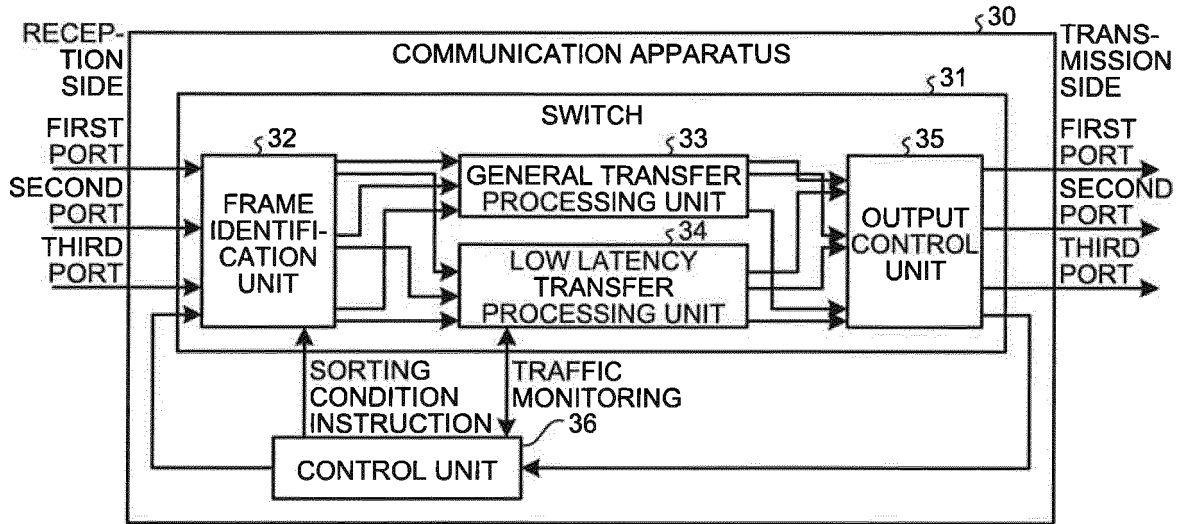 30
RECEP-
TION
SIDE
COMMUNICATION APPARATUS
TRANS-
MISSION
SIDE
31
SWITCH
FIRST
PORT
SECOND
PORT
THIRD
PORT
32
FRAME
IDENTIFI-
CATION
UNIT
33
GENERAL TRANSFER
PROCESSING UNIT
34
LOW LATENCY
TRANSFER
PROCESSING UNIT
35
OUTPUT
CONTROL
UNIT
FIRST
PORT
SECOND
PORT
THIRD
PORT
SORTING
CONDITION
INSTRUCTION
TRAFFIC
MONITORING
36
CONTROL UNIT